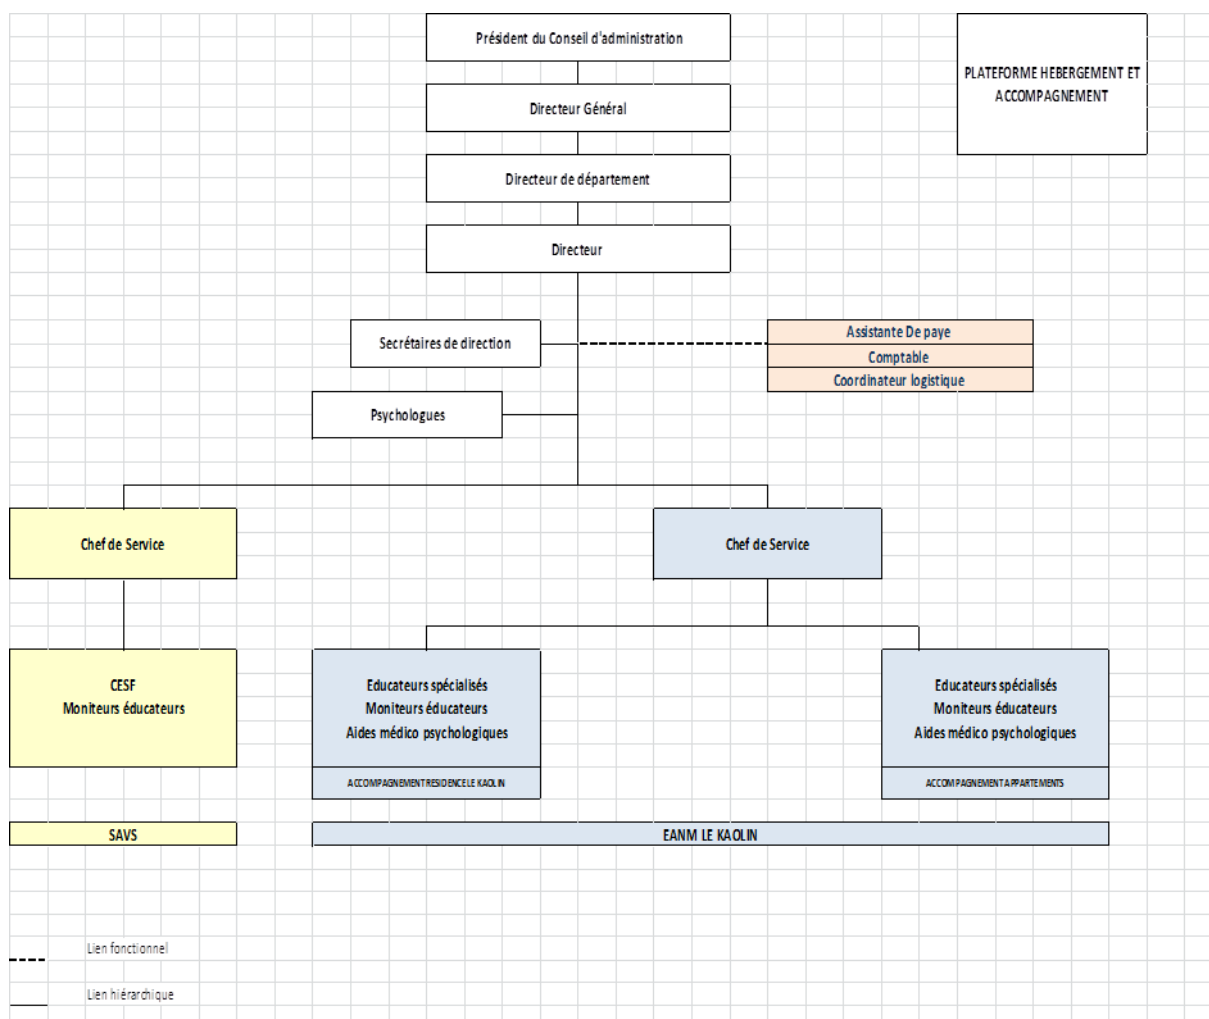 Président du Conseil d'administration
PLATEFORME HEBERGEMENT ET
ACCOMPAGNEMENT
Directeur Général
Directeur de département
Directeur
Secrétaires de direction
Assistante De paye
Comptable
Coordinateur logistique
Psychologues
Chef de Service
Chef de Service
CESF
Moniteurs éducateurs
Educateurs spécialisés
Moniteurs éducateurs
Aides médico psychologiques
ACCOMPAGNEMENT RESIDENCE LE KAOLIN
Educateurs spécialisés
Moniteurs éducateurs
Aides médico psychologiques
ACCOMPAGNEMENT APPARTEMENTS
SAVS
EANM LE KAOLIN
Lien fonctionnel
Lien hiérarchique